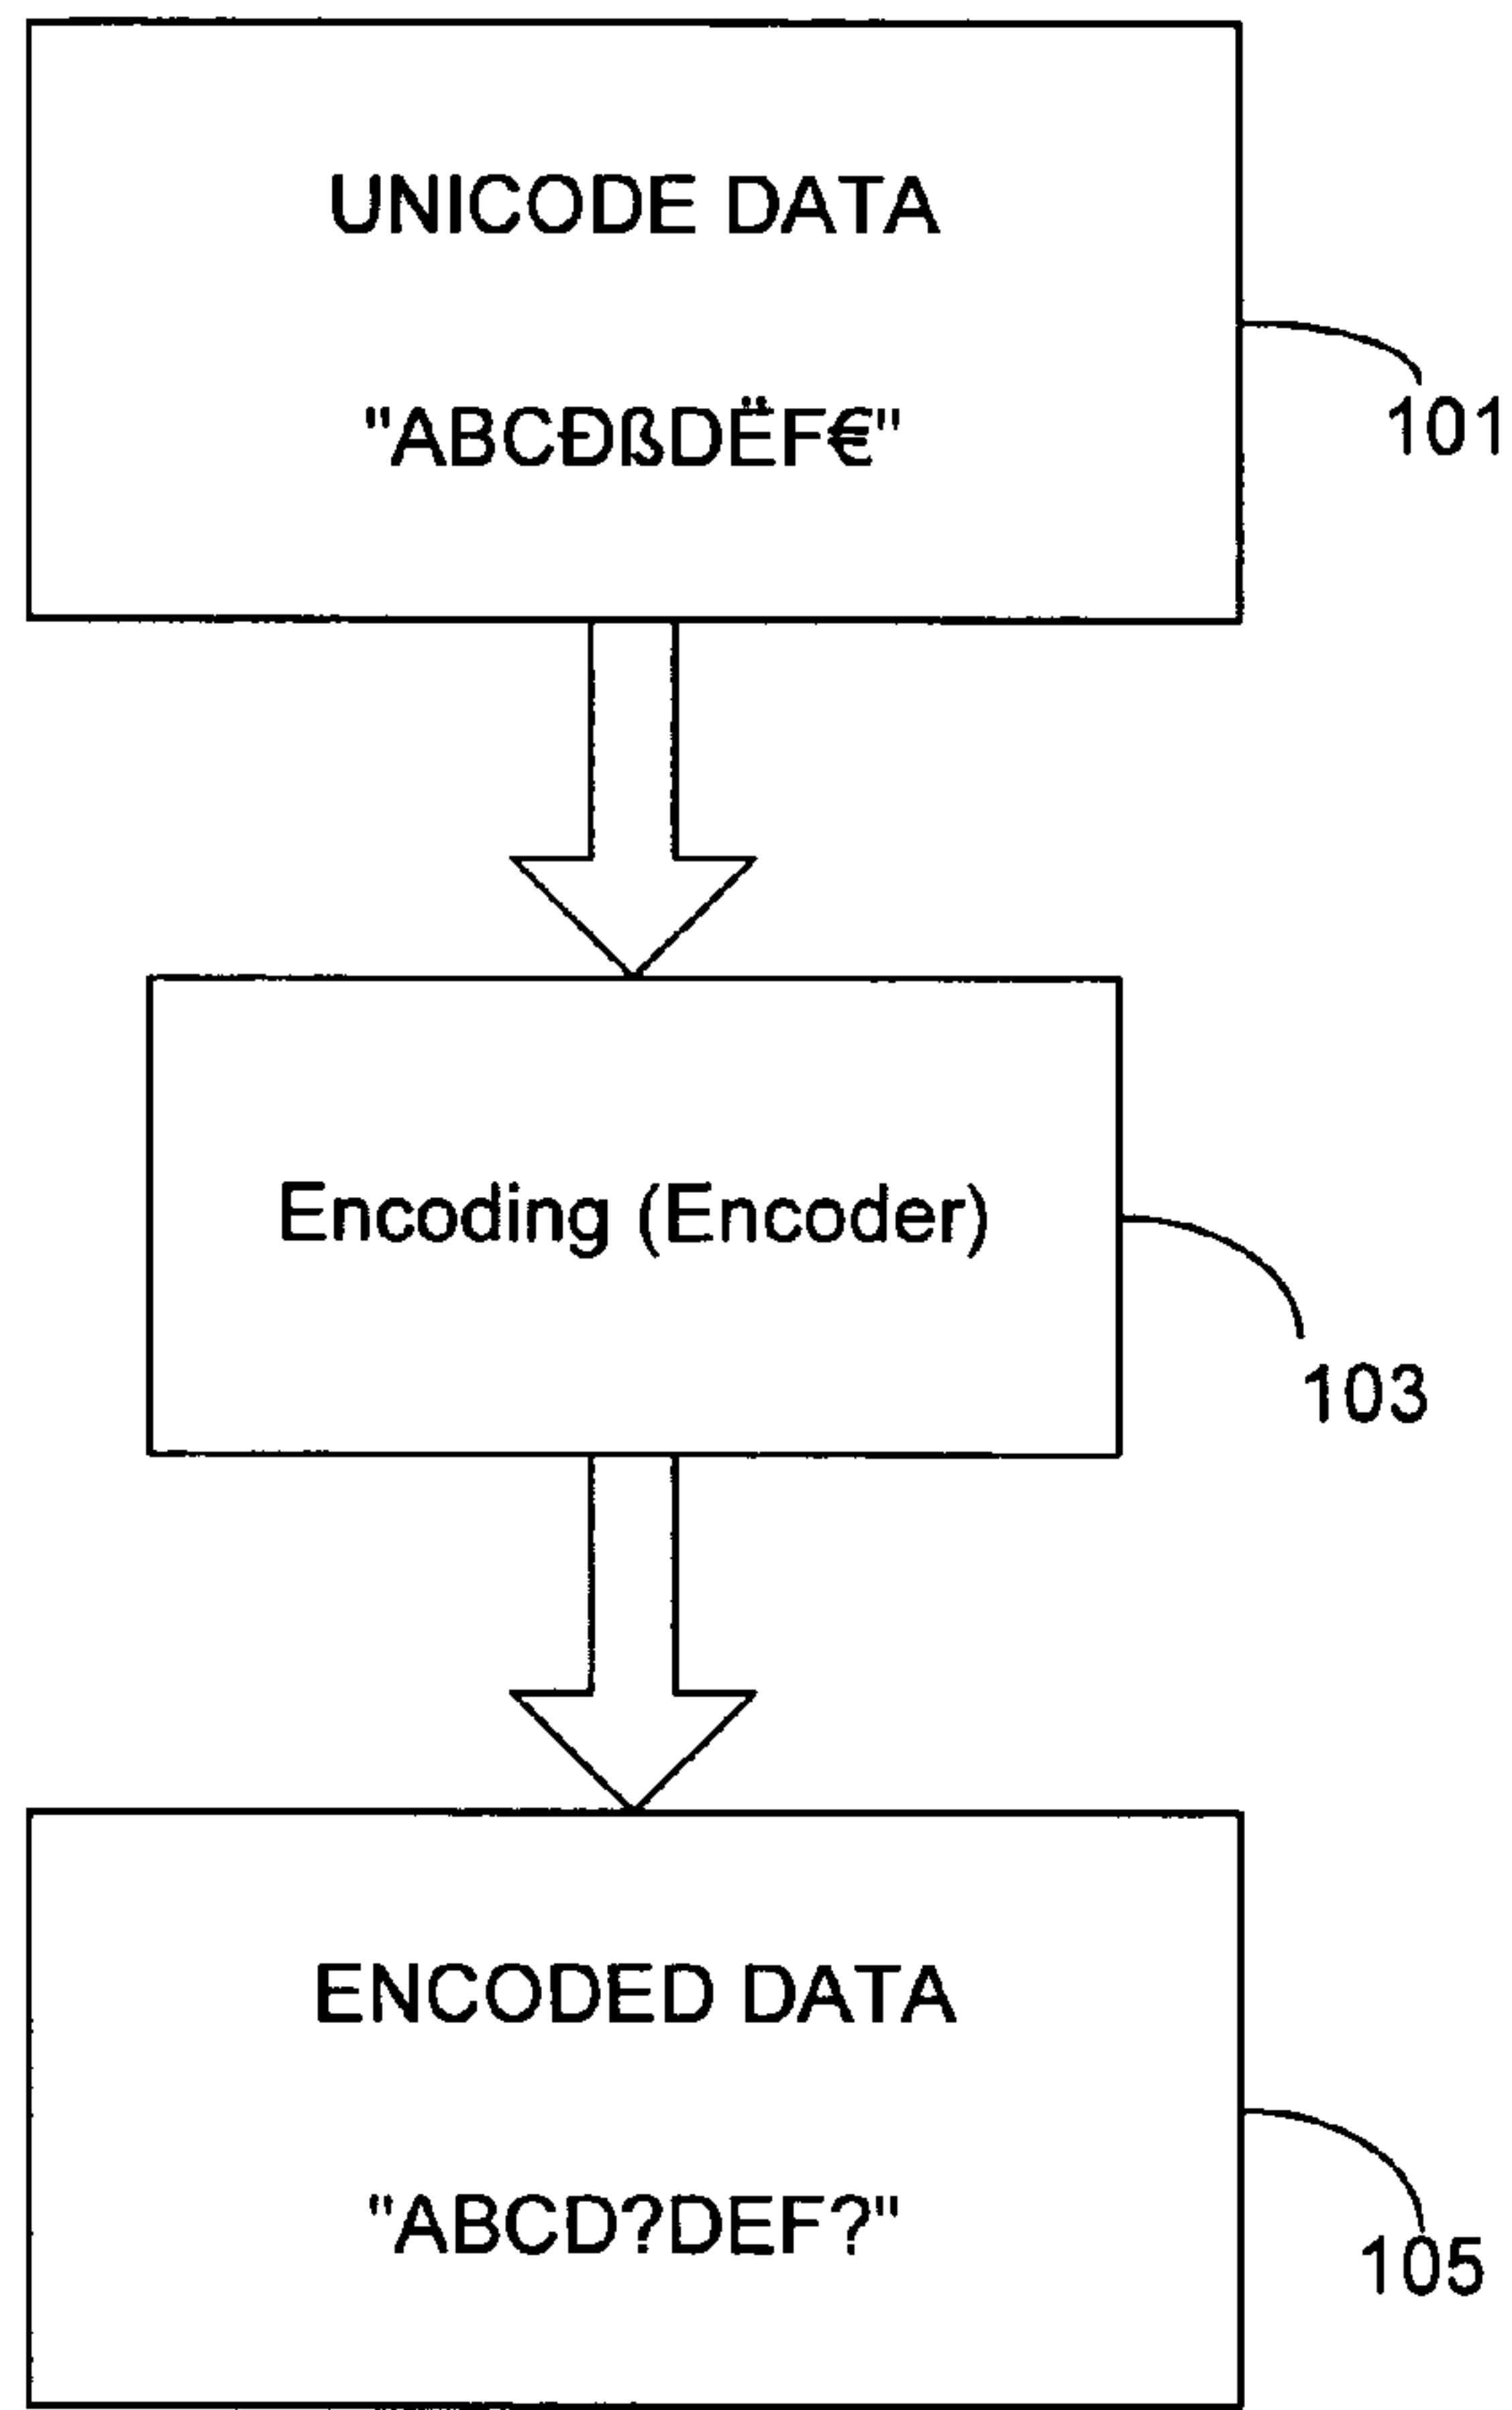 UNICODE DATA
"ABCĐßDËF€"
101
Encoding (Encoder)
103
ENCODED DATA
"ABCD?DEF?"
105